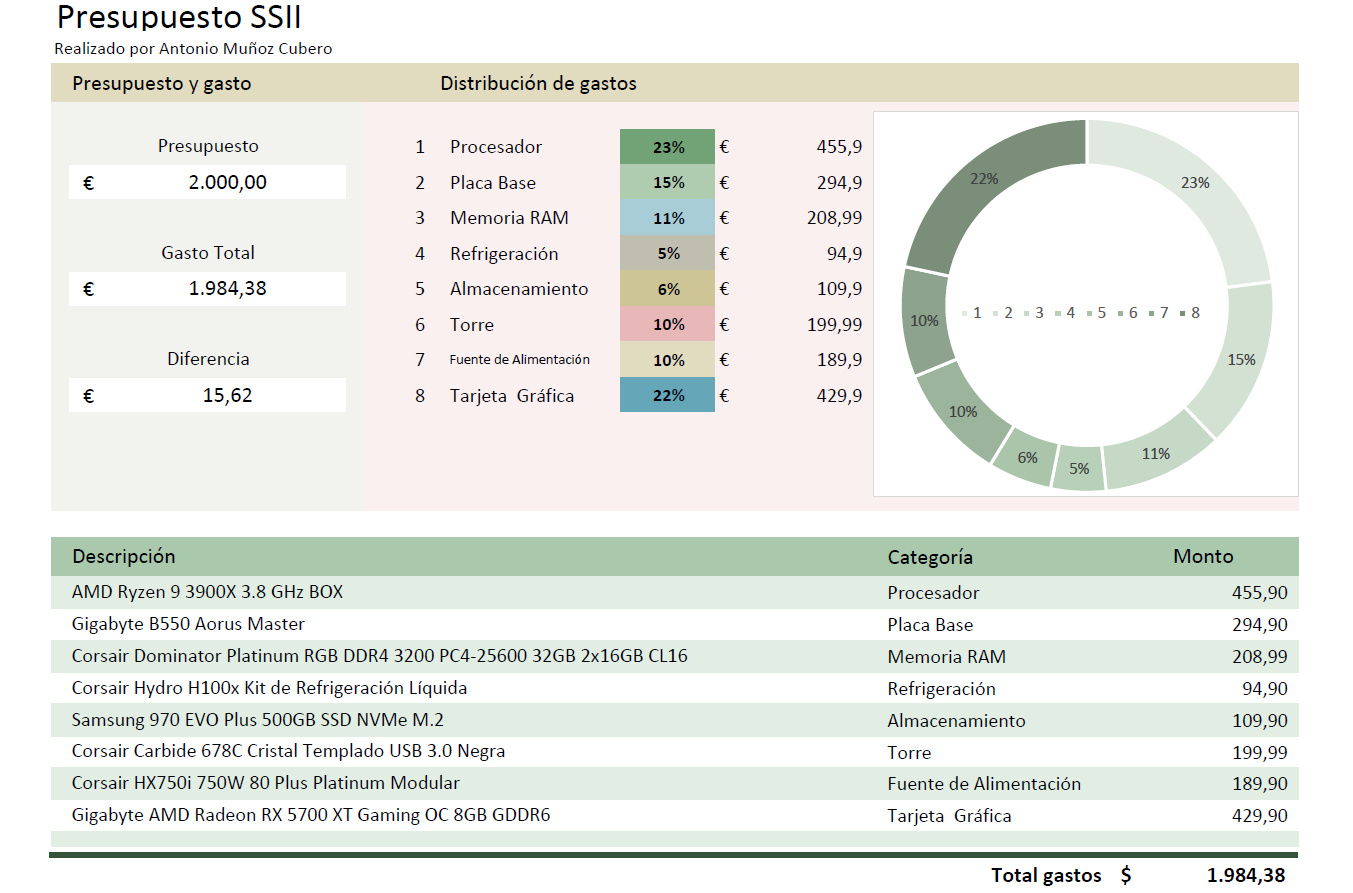 Presupuesto SSII
Realizado por Antonio Muñoz Cubero
Presupuesto y gasto
Distribución de gastos
Presupuesto
€ 2.000,00
Gasto Total
€ 1.984,38
Diferencia
€ 15,62
1 Procesador 23% € 455,9
2 Placa Base 15% € 294,9
3 Memoria RAM 11% € 208,99
4 Refrigeración 5% € 94,9
5 Almacenamiento 6% € 109,9
6 Torre 10% € 199,99
7 Fuente de Alimentación 10% € 189,9
8 Tarjeta Gráfica 22% € 429,9
23%
15%
11%
5%
6%
10%
10%
22%
1 2 3 4 5 6 7 8
Descripción Categoría Monto
AMD Ryzen 9 3900X 3.8 GHz BOX Procesador 455,90
Gigabyte B550 Aorus Master Placa Base 294,90
Corsair Dominator Platinum RGB DDR4 3200 PC4-25600 32GB 2x16GB CL16 Memoria RAM 208,99
Corsair Hydro H100x Kit de Refrigeración Líquida Refrigeración 94,90
Samsung 970 EVO Plus 500GB SSD NVMe M.2 Almacenamiento 109,90
Corsair Carbide 678C Cristal Templado USB 3.0 Negra Torre 199,99
Corsair HX750i 750W 80 Plus Platinum Modular Fuente de Alimentación 189,90
Gigabyte AMD Radeon RX 5700 XT Gaming OC 8GB GDDR6 Tarjeta Gráfica 429,90
Total gastos $ 1.984,38